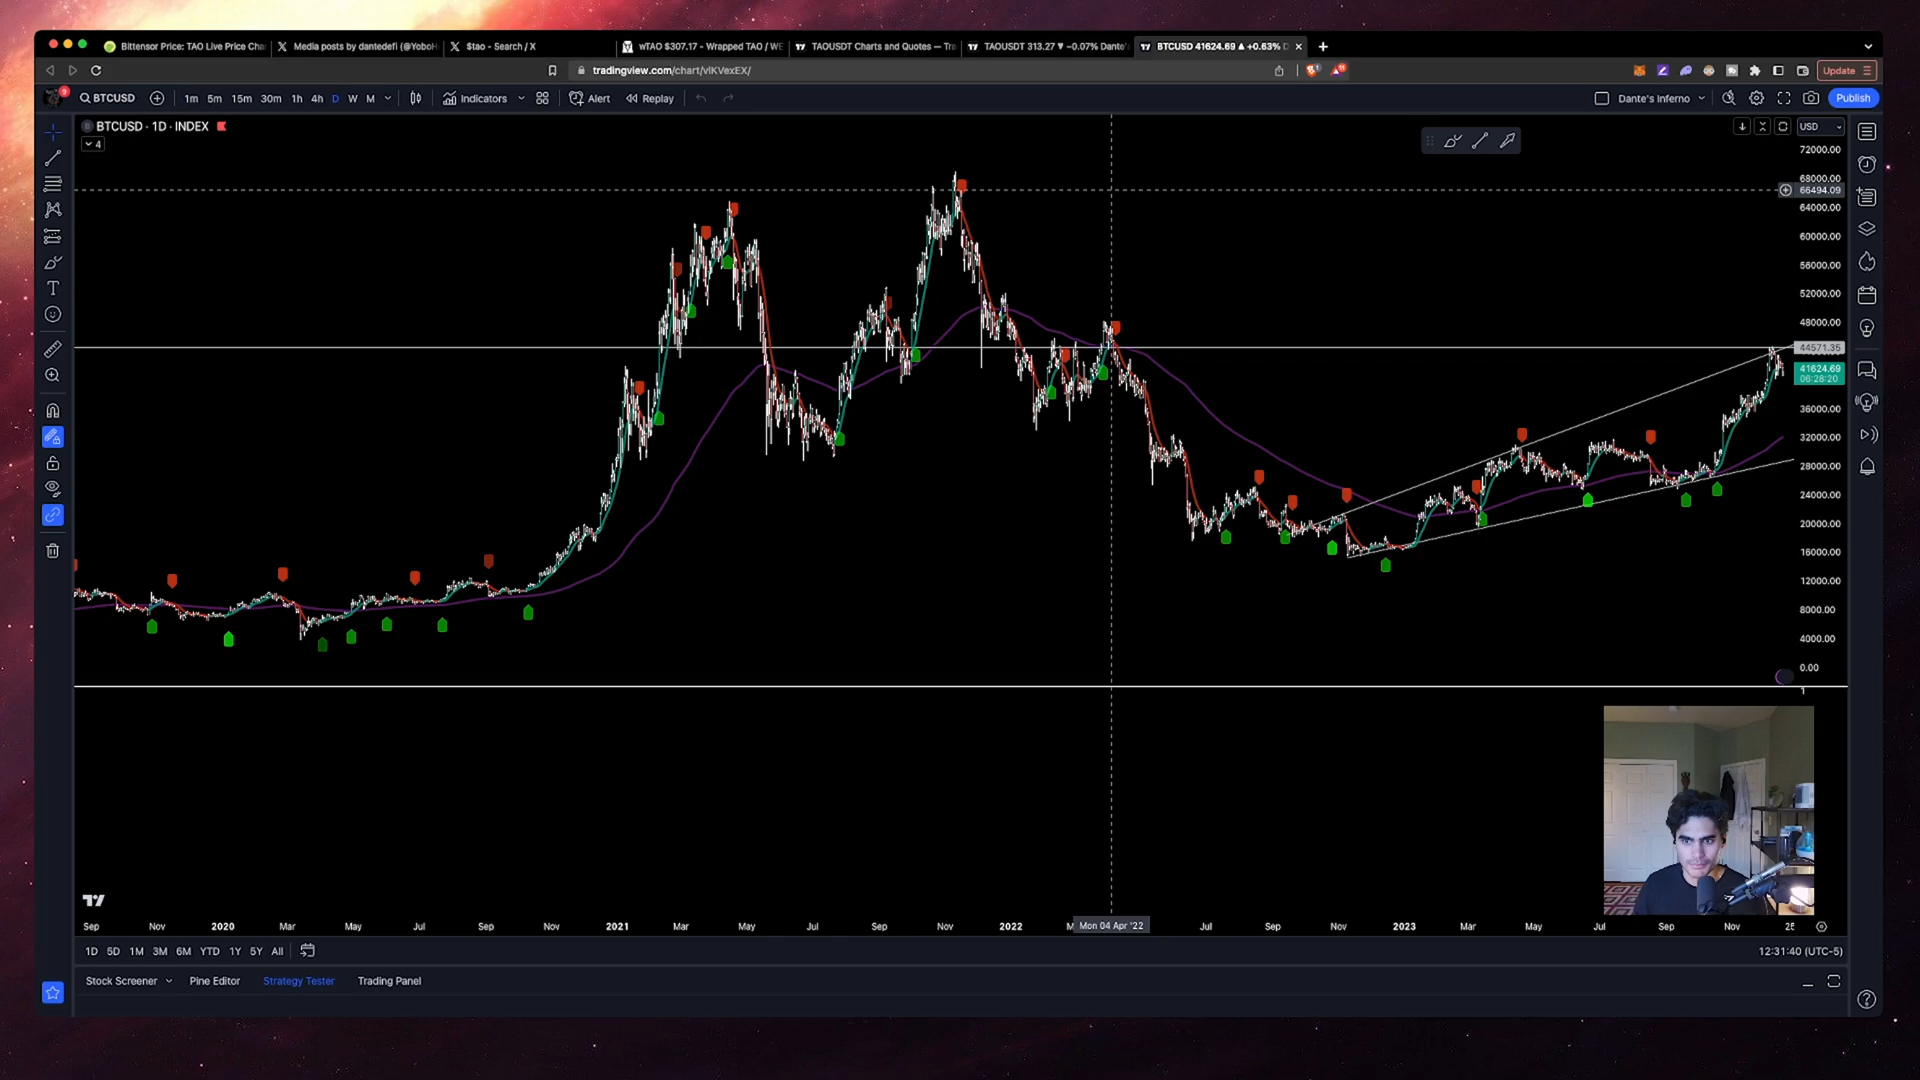 Bittensor Price: TAO Live Price Cha
Media posts by dantedefi (@YoboH
$tao - Search / X
wTAO $307.17 - Wrapped TAO / WE
TAOUSDT Charts and Quotes — Tr
TAOUSDT 313.27 ▼ −0.07% Dante'
BTCUSD 41624.69 ▲ +0.63% D
tradingview.com/chart/vIKVexEX/
Update
BTCUSD
1m 5m 15m 30m 1h 4h D W M
Indicators
Alert
Replay
Dante's Inferno
Publish
BTCUSD · 1D · INDEX
4
USD
72000.00
68000.00
66494.09
64000.00
60000.00
56000.00
52000.00
48000.00
44571.35
41624.69
06:28:20
36000.00
32000.00
28000.00
24000.00
20000.00
16000.00
12000.00
8000.00
4000.00
0.00
1
Sep Nov 2020 Mar May Jul Sep Nov 2021 Mar May Jul Sep Nov 2022 M Mon 04 Apr '22 Jul Sep Nov 2023 Mar May Jul Sep Nov 25
1D 5D 1M 3M 6M YTD 1Y 5Y All
12:31:40 (UTC-5)
Stock Screener Pine Editor Strategy Tester Trading Panel